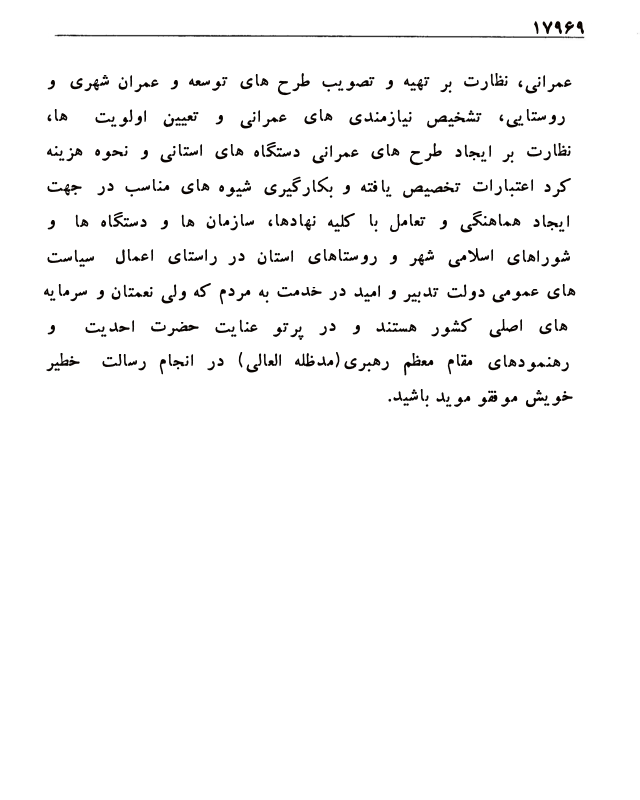 ۱۷۹۶۹
عمرانی، نظارت بر تهیه و تصویب طرح های توسعه و عمران شهری و
روستایی، تشخیص نیازمندی های عمرانی و تعیین اولویت ها،
نظارت بر ایجاد طرح های عمرانی دستگاه های استانی و نحوه هزینه
کرد اعتبارات تخصیص یافته و بکارگیری شیوه های مناسب در جهت
ایجاد هماهنگی و تعامل با کلیه نهادها، سازمان ها و دستگاه ها و
شوراهای اسلامی شهر و روستاهای استان در راستای اعمال سیاست
های عمومی دولت تدبیر و امید در خدمت به مردم که ولی نعمتان و سرمایه
های اصلی کشور هستند و در پرتو عنایت حضرت احدیت و
رهنمودهای مقام معظم رهبری(مدظله العالی) در انجام رسالت خطیر
خویش موفقو موید باشید.